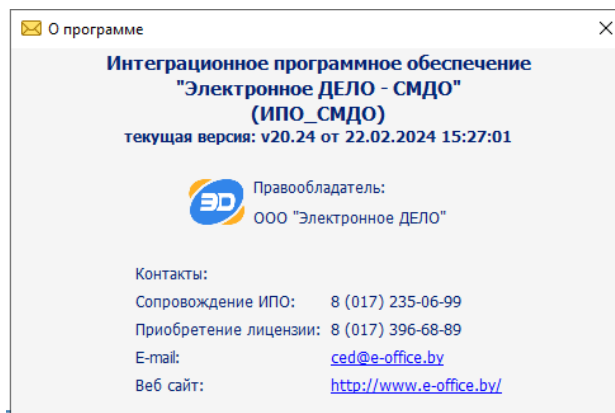 О программе
Интеграционное программное обеспечение
"Электронное ДЕЛО - СМДО"
(ИПО_СМДО)
текущая версия: v20.24 от 22.02.2024 15:27:01
ЭD
Правообладатель:
ООО "Электронное ДЕЛО"
Контакты:
Сопровождение ИПО: 8 (017) 235-06-99
Приобретение лицензии: 8 (017) 396-68-89
E-mail: ced@e-office.by
Веб сайт: http://www.e-office.by/